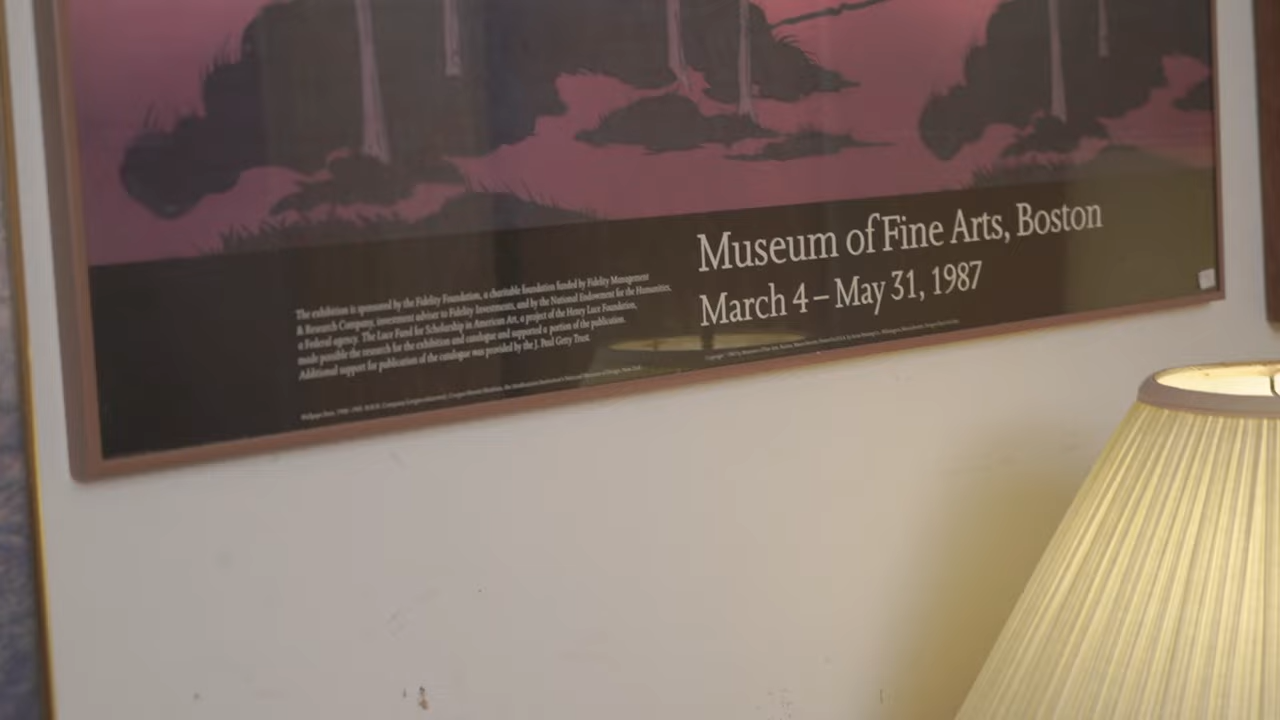 The exhibition is sponsored by the Fidelity Foundation, a charitable foundation funded by Fidelity Management
& Research Company, investment adviser to Fidelity Investments, and by the National Endowment for the Humanities,
a Federal agency. The Luce Fund for Scholarship in American Art, a project of the Henry Luce Foundation,
made possible the research for the exhibition and catalogue and supported a portion of the publication.
Additional support for publication of the catalogue was provided by the J. Paul Getty Trust.
Museum of Fine Arts, Boston
March 4 – May 31, 1987